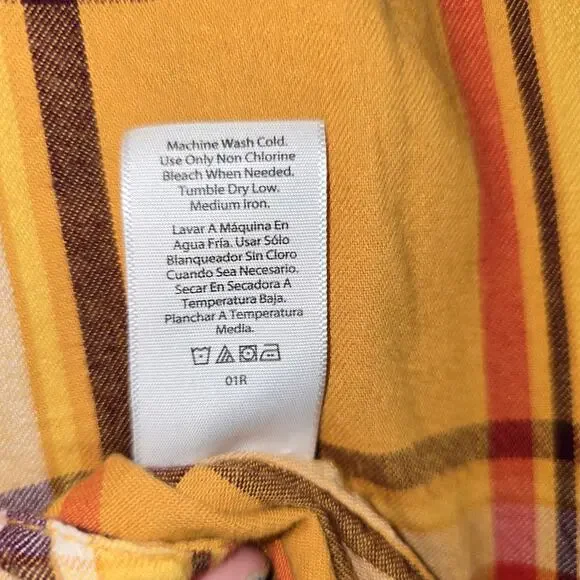 Machine Wash Cold.
Use Only Non Chlorine
Bleach When Needed.
Tumble Dry Low.
Medium Iron.
Lavar A Máquina En
Agua Fría. Usar Sólo
Blanqueador Sin Cloro
Cuando Sea Necesario.
Secar En Secadora A
Temperatura Baja.
Planchar A Temperatura
Media.
01R